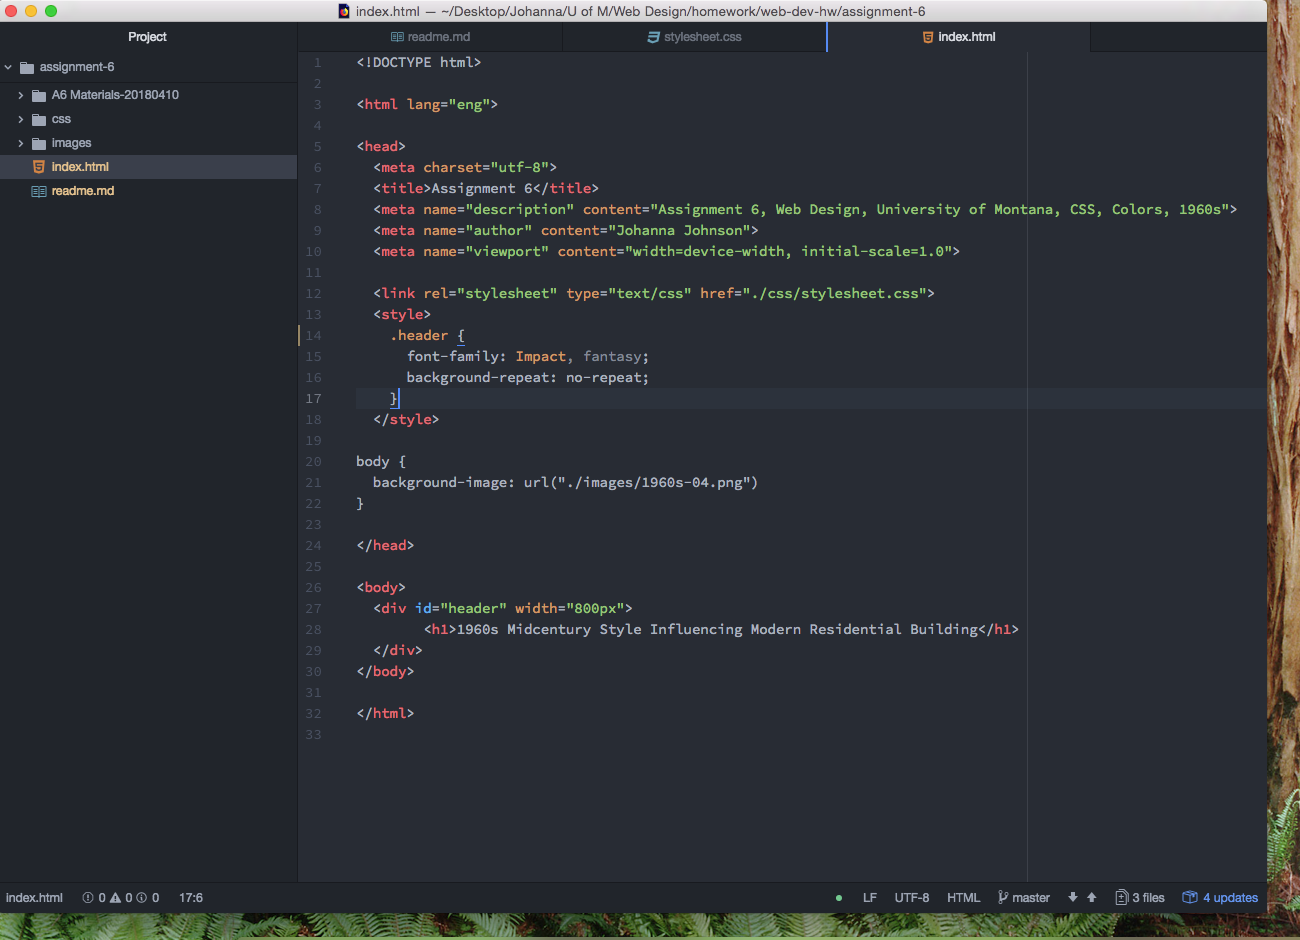 index.html — ~/Desktop/Johanna/U of M/Web Design/homework/web-dev-hw/assignment-6
Project
readme.md
stylesheet.css
index.html
assignment-6
A6 Materials-20180410
css
images
index.html
readme.md
1 <!DOCTYPE html>
2
3 <html lang="eng">
4
5 <head>
6 <meta charset="utf-8">
7 <title>Assignment 6</title>
8 <meta name="description" content="Assignment 6, Web Design, University of Montana, CSS, Colors, 1960s">
9 <meta name="author" content="Johanna Johnson">
10 <meta name="viewport" content="width=device-width, initial-scale=1.0">
11
12 <link rel="stylesheet" type="text/css" href="./css/stylesheet.css">
13 <style>
14 .header {
15 font-family: Impact, fantasy;
16 background-repeat: no-repeat;
17 }
18 </style>
19
20 body {
21 background-image: url("./images/1960s-04.png")
22 }
23
24 </head>
25
26 <body>
27 <div id="header" width="800px">
28 <h1>1960s Midcentury Style Influencing Modern Residential Building</h1>
29 </div>
30 </body>
31
32 </html>
33
index.html 0 0 0 17:6 LF UTF-8 HTML master 3 files 4 updates